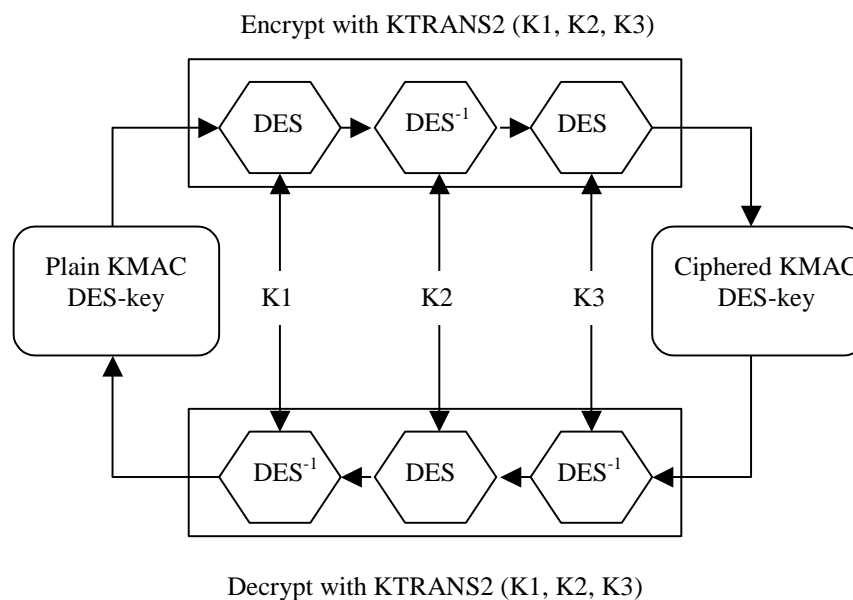 Encrypt with KTRANS2 (K1, K2, K3)
DES
DES-1
DES
Plain KMAC
DES-key
K1
K2
K3
Ciphered KMAC
DES-key
DES-1
DES
DES-1
Decrypt with KTRANS2 (K1, K2, K3)